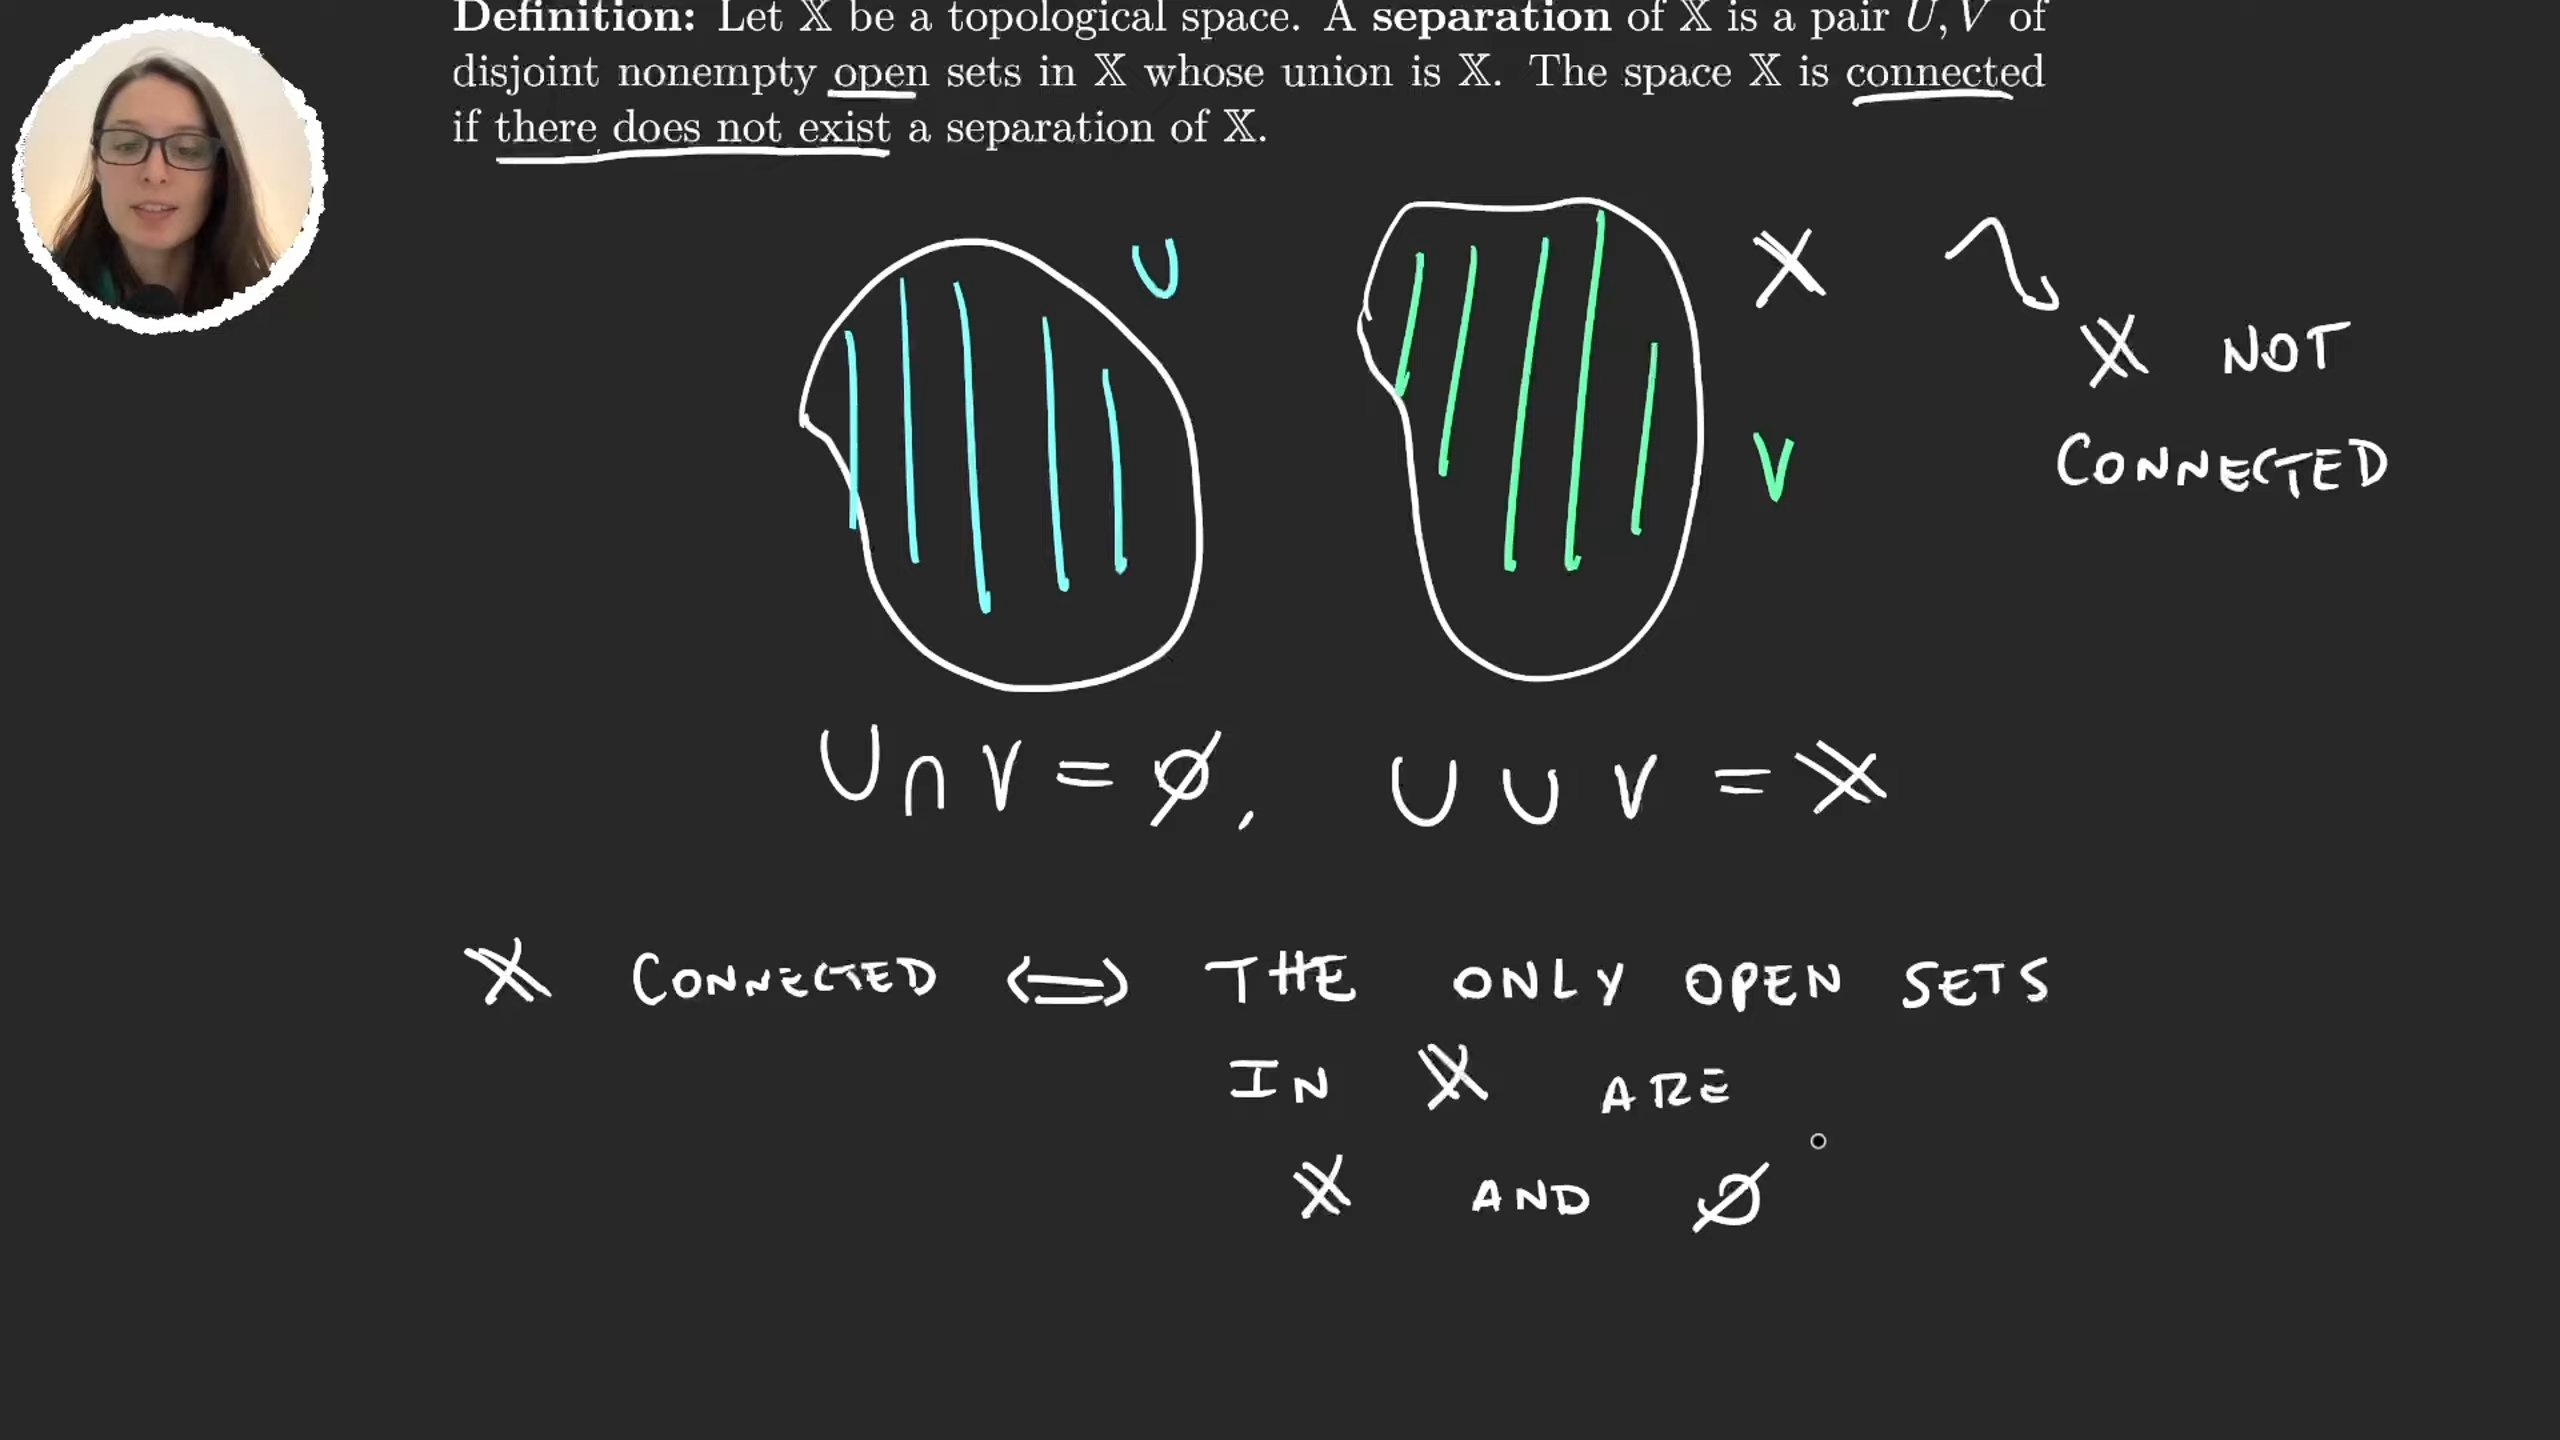 Definition: Let 𝕏 be a topological space. A separation of 𝕏 is a pair U, V of
disjoint nonempty open sets in 𝕏 whose union is 𝕏. The space 𝕏 is connected
if there does not exist a separation of 𝕏.
U
𝕏
𝕏 NOT
CONNECTED
V
U ∩ V = ∅, U ∪ V = 𝕏
𝕏 CONNECTED ⟺ THE ONLY OPEN SETS
IN 𝕏 ARE
𝕏 AND ∅